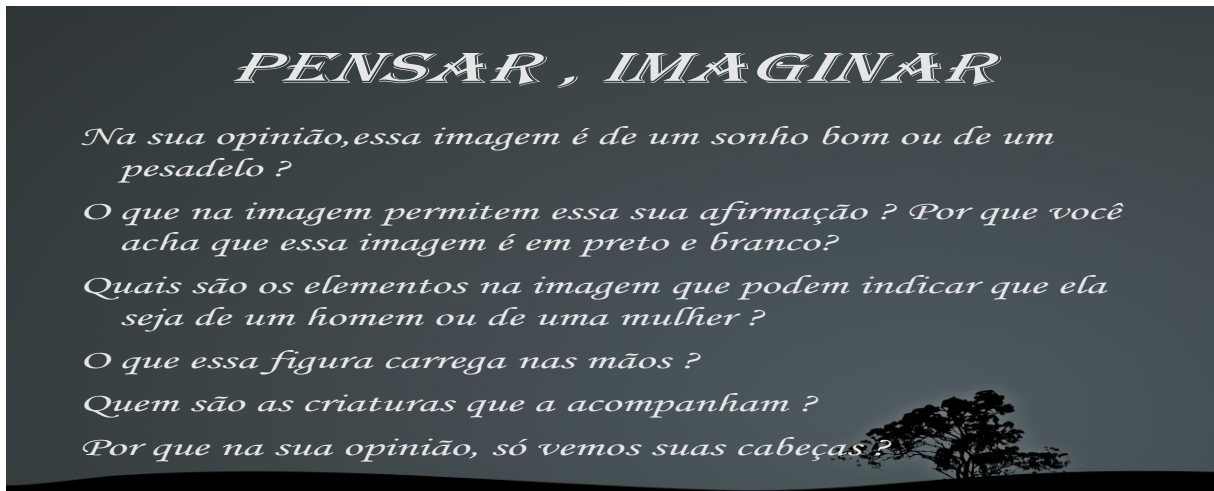 PENSAR , IMAGINAR
Na sua opinião,essa imagem é de um sonho bom ou de um
pesadelo ?
O que na imagem permitem essa sua afirmação ? Por que você
acha que essa imagem é em preto e branco?
Quais são os elementos na imagem que podem indicar que ela
seja de um homem ou de uma mulher ?
O que essa figura carrega nas mãos ?
Quem são as criaturas que a acompanham ?
Por que na sua opinião, só vemos suas cabeças ?